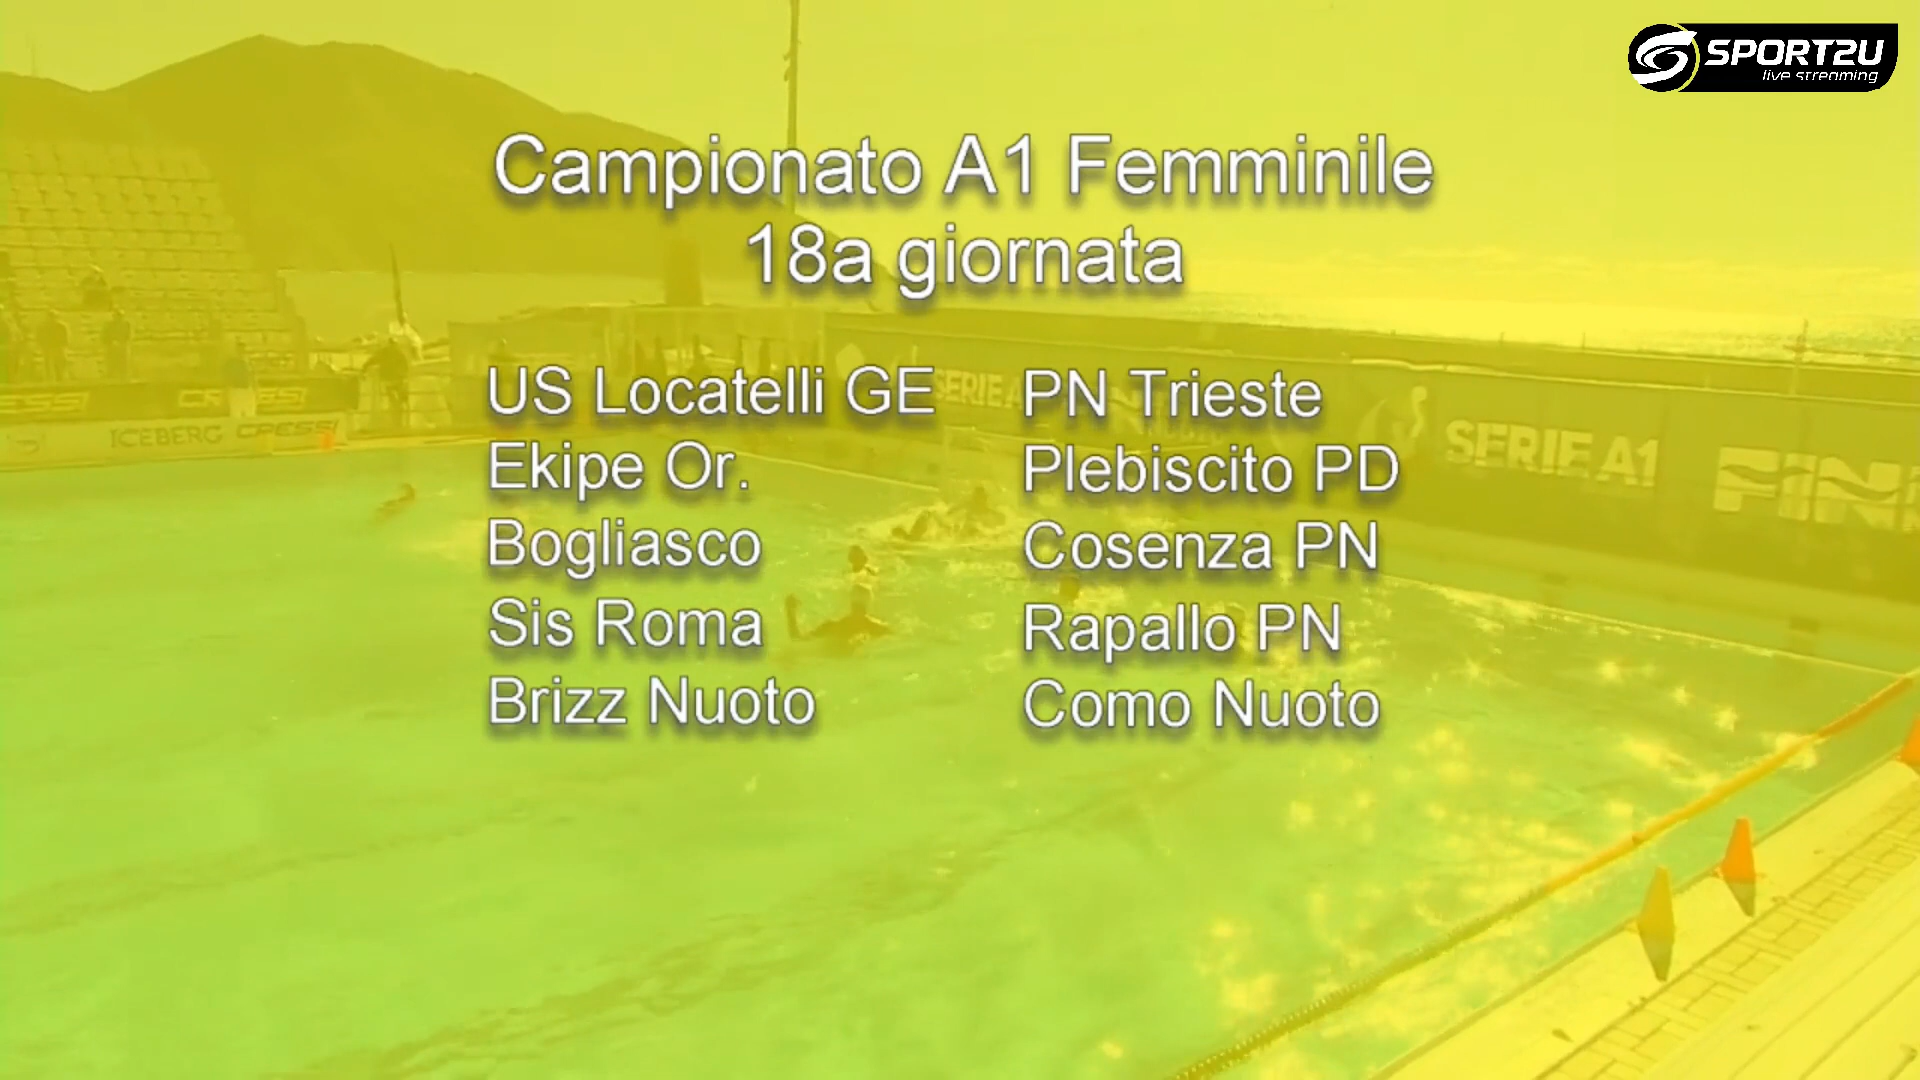 SPORT2U
live streaming
Campionato A1 Femminile
18a giornata
US Locatelli GE PN Trieste
Ekipe Or. Plebiscito PD
Bogliasco Cosenza PN
Sis Roma Rapallo PN
Brizz Nuoto Como Nuoto
SERIE A
SERIE A1
ICEBERG CRESSI